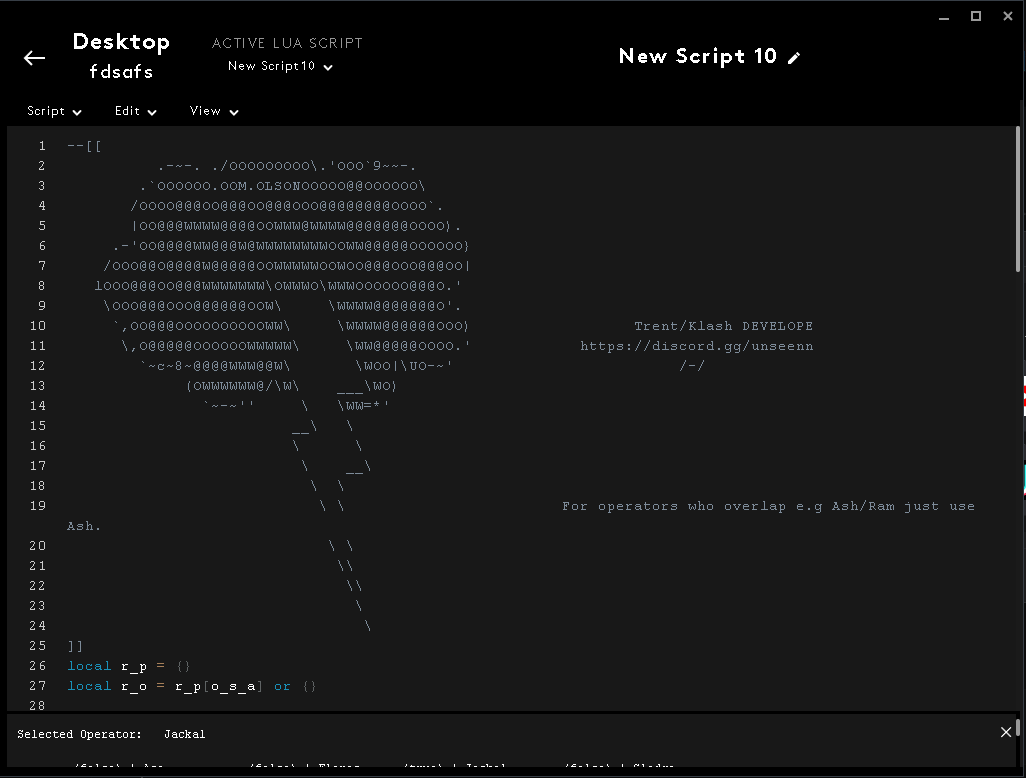 Desktop
fdsafs
ACTIVE LUA SCRIPT
New Script10
New Script 10
Script Edit View
1 --[[
2 .-~-. ./OOOOOOOOO\.'OOO`9~~-.
3 .`OOOOOO.OOM.OLSONOOOOO@@OOOOOO\
4 /OOOO@@@OO@@@OO@@@OOO@@@@@@@@OOOO`.
5 |OO@@@WWWW@@@@OOWWW@WWWW@@@@@@@OOOO).
6 .-'OO@@@@WW@@@W@WWWWWWWWOOWW@@@@@OOOOOO}
7 /OOO@@O@@@@W@@@@@OOWWWWWOOWOO@@@OOO@@@OO|
8 lOOO@@@OO@@@WWWWWWW\OWWWO\WWWOOOOOO@@@O.'
9 \OOO@@@OOO@@@@@@OOW\ \WWWW@@@@@@@O'.
10 `,OO@@@OOOOOOOOOOWW\ \WWWW@@@@@@OOO) Trent/Klash DEVELOPE
11 \,O@@@@@OOOOOOWWWWW\ \WW@@@@@OOOO.' https://discord.gg/unseenn
12 `~c~8~@@@@WWW@@W\ \WOO|\UO-~' /-/
13 (OWWWWWW@/\W\ ___\WO)
14 `~-~'' \ \WW=*'
15 __\ \
16 \ \
17 \ __\
18 \ \
19 \ \ For operators who overlap e.g Ash/Ram just use
Ash.
20 \ \
21 \\
22 \\
23 \
24 \
25 ]]
26 local r_p = {}
27 local r_o = r_p[o_s_a] or {}
28
Selected Operator: Jackal